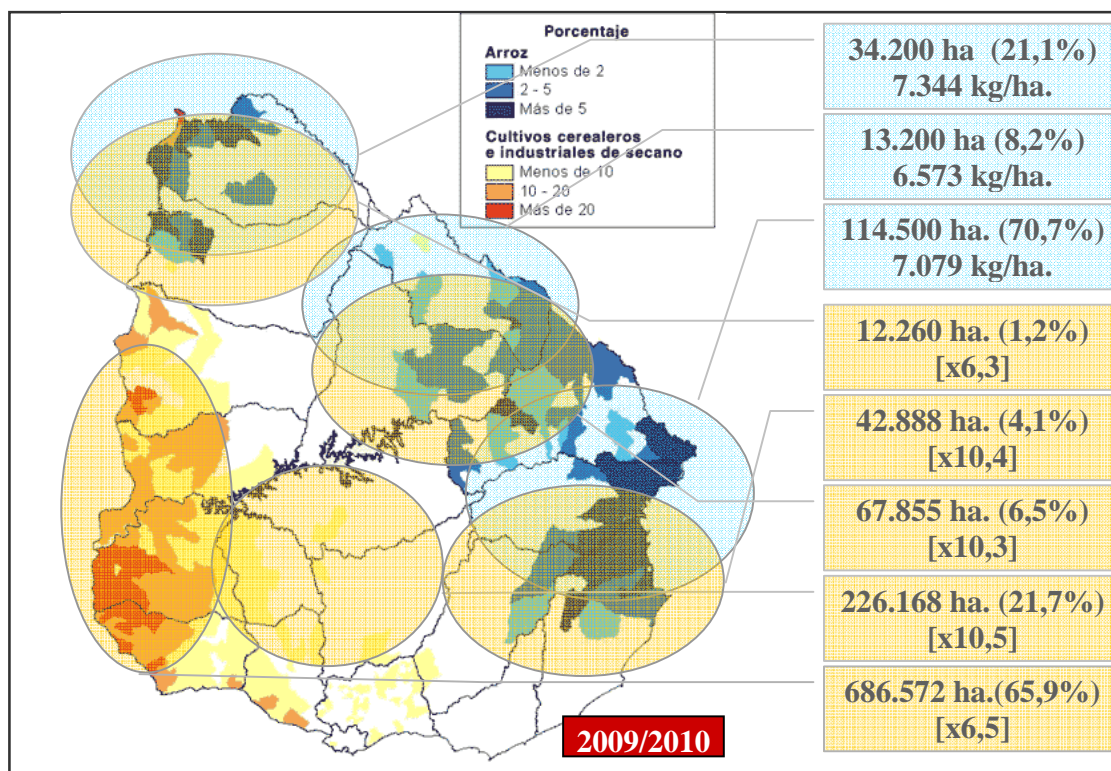 Porcentaje
Arroz
Menos de 2
2 - 5
Más de 5
Cultivos cerealeros
e industriales de secano
Menos de 10
10 - 20
Más de 20
34.200 ha (21,1%)
7.344 kg/ha.
13.200 ha (8,2%)
6.573 kg/ha.
114.500 ha. (70,7%)
7.079 kg/ha.
12.260 ha. (1,2%)
[x6,3]
42.888 ha. (4,1%)
[x10,4]
67.855 ha. (6,5%)
[x10,3]
226.168 ha. (21,7%)
[x10,5]
686.572 ha.(65,9%)
[x6,5]
2009/2010